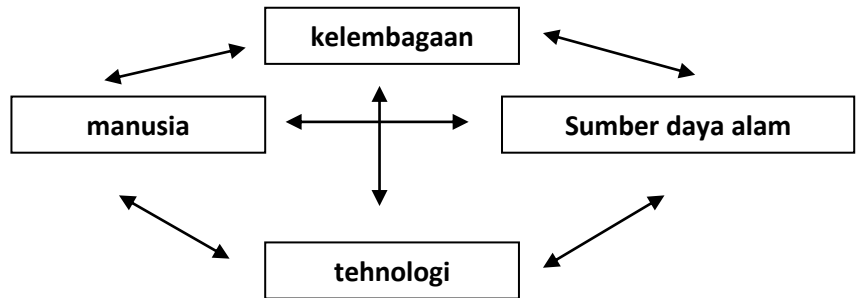 kelembagaan
manusia
Sumber daya alam
tehnologi